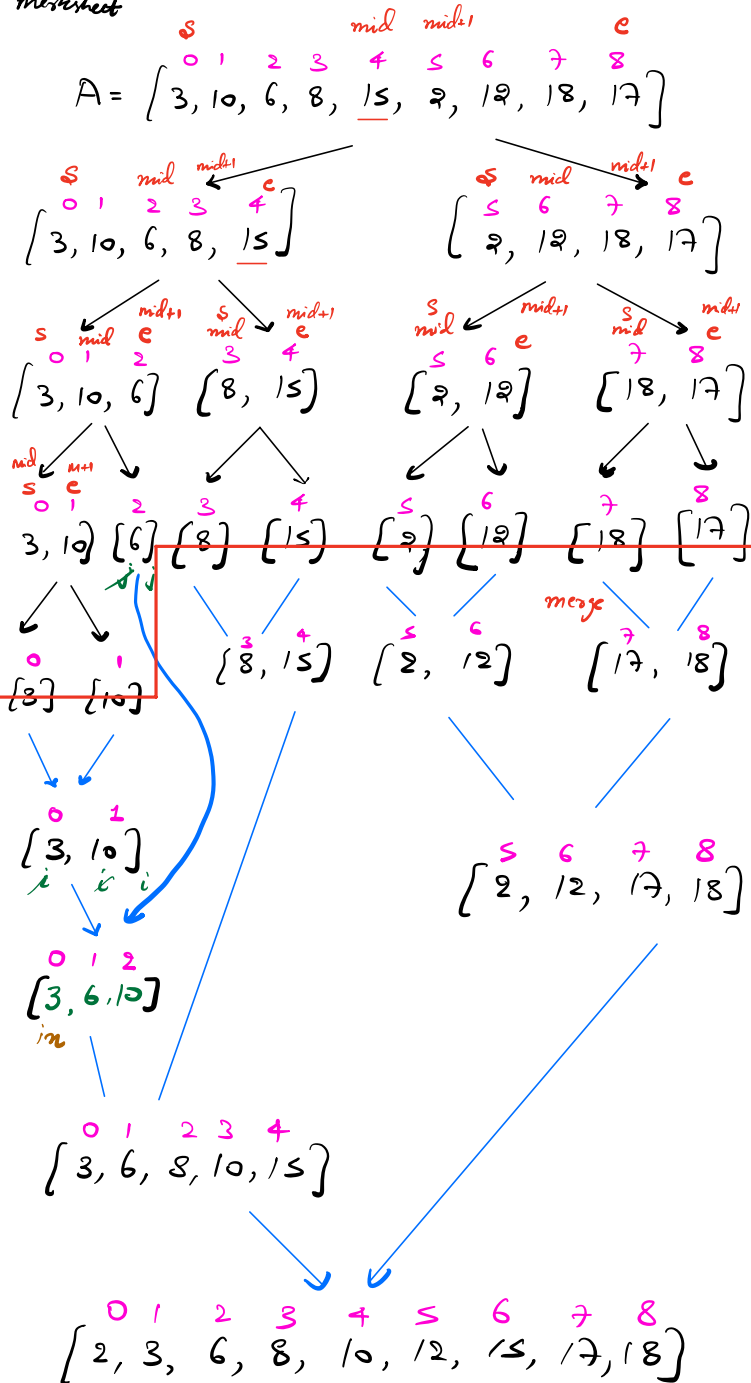 mergesort
s mid mid+1 e
0 1 2 3 4 5 6 7 8
A = [3, 10, 6, 8, 15, 2, 12, 18, 17]
s mid mid+1 e s mid mid+1 e
0 1 2 3 4 5 6 7 8
[3, 10, 6, 8, 15] [2, 12, 18, 17]
mid+1 s mid+1 s mid+1 s mid+1
s mid e mid e mid e mid e
0 1 2 3 4 5 6 7 8
[3, 10, 6] [8, 15] [2, 12] [18, 17]
mid M+1
s e
0 1 2 3 4 5 6 7 8
3, 10] [6] [8] [15] [2] [12] [18] [17]
j j
merge
0 1 3 4 5 6 7 8
[3] [10] [8, 15] [2, 12] [17, 18]
0 1
[3, 10]
i i i
5 6 7 8
[2, 12, 17, 18]
0 1 2
[3, 6, 10]
in
0 1 2 3 4
[3, 6, 8, 10, 15]
0 1 2 3 4 5 6 7 8
[2, 3, 6, 8, 10, 12, 15, 17, 18]